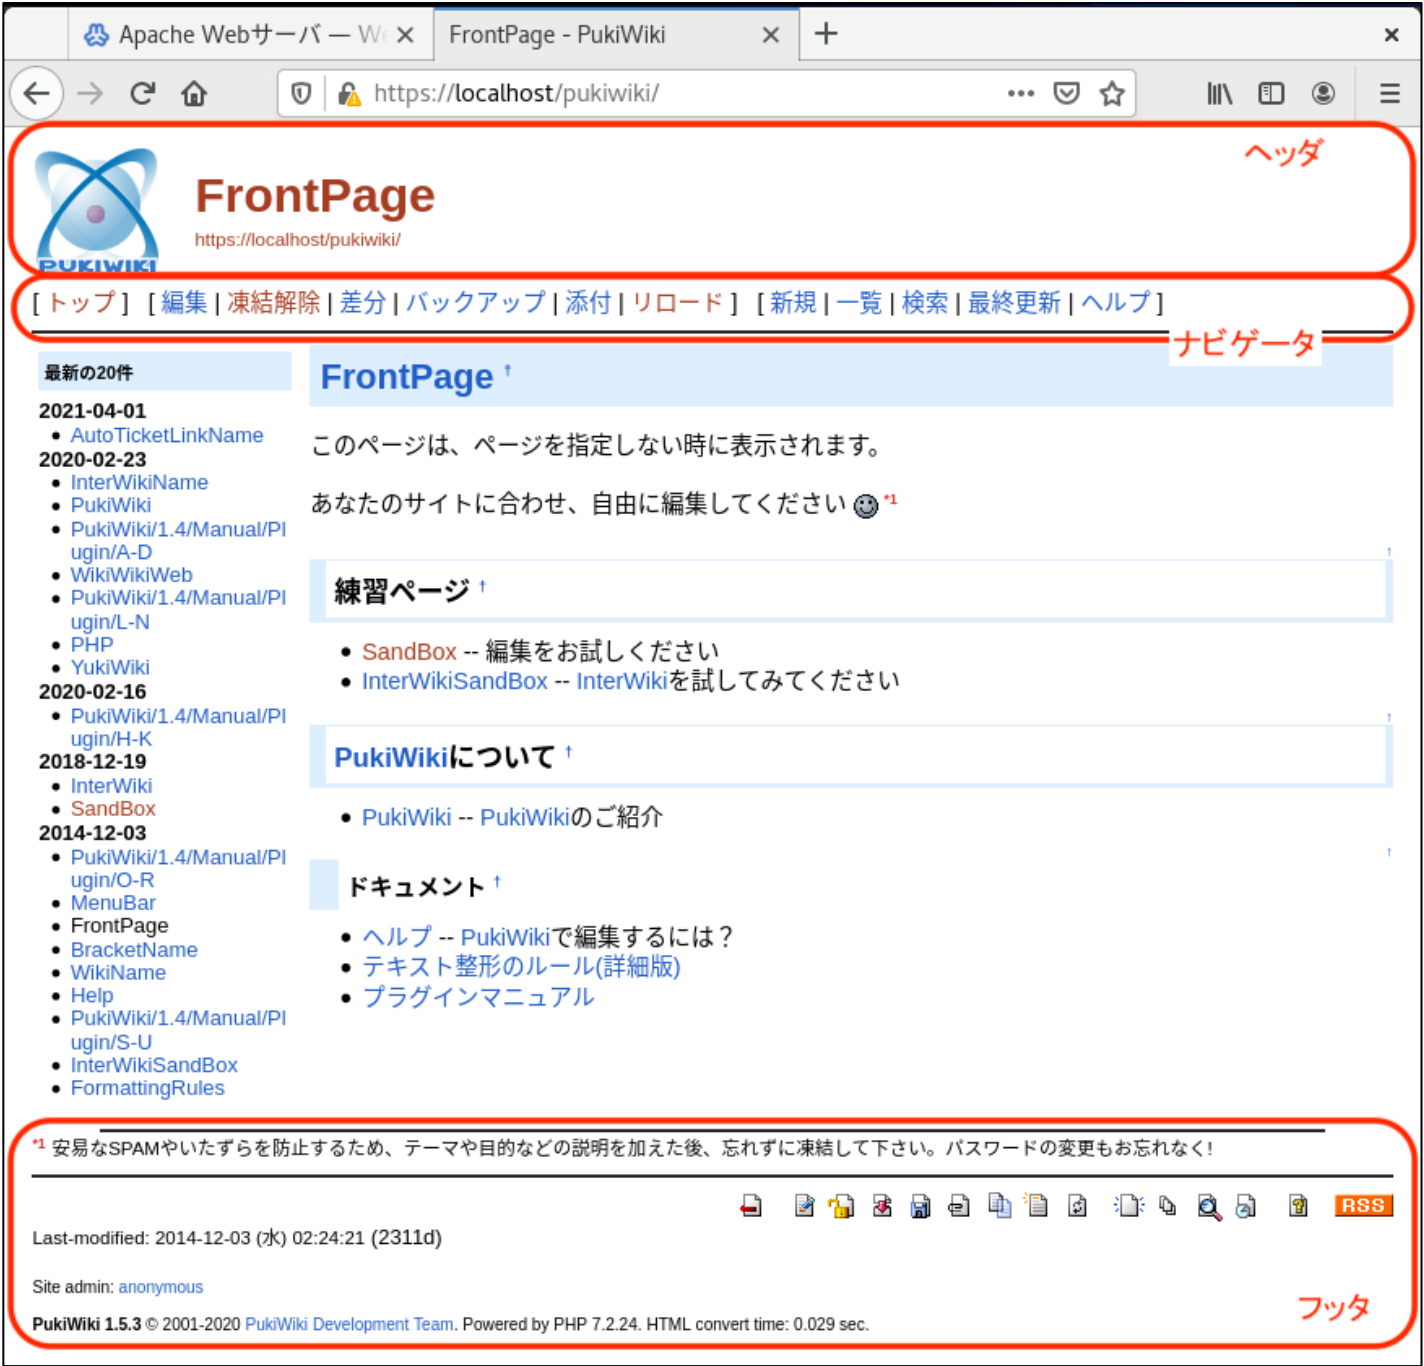 Apache Webサーバ — We
FrontPage - PukiWiki
https://localhost/pukiwiki/
ヘッダ
PUKIWIKI
FrontPage
https://localhost/pukiwiki/
[ トップ ] [ 編集 | 凍結解除 | 差分 | バックアップ | 添付 | リロード ] [ 新規 | 一覧 | 検索 | 最終更新 | ヘルプ ]
ナビゲータ
最新の20件
2021-04-01
AutoTicketLinkName
2020-02-23
InterWikiName
PukiWiki
PukiWiki/1.4/Manual/Pl
ugin/A-D
WikiWikiWeb
PukiWiki/1.4/Manual/Pl
ugin/L-N
PHP
YukiWiki
2020-02-16
PukiWiki/1.4/Manual/Pl
ugin/H-K
2018-12-19
InterWiki
SandBox
2014-12-03
PukiWiki/1.4/Manual/Pl
ugin/O-R
MenuBar
FrontPage
BracketName
WikiName
Help
PukiWiki/1.4/Manual/Pl
ugin/S-U
InterWikiSandBox
FormattingRules
FrontPage †
このページは、ページを指定しない時に表示されます。
あなたのサイトに合わせ、自由に編集してください *1
↑
練習ページ †
SandBox -- 編集をお試しください
InterWikiSandBox -- InterWikiを試してみてください
↑
PukiWikiについて †
PukiWiki -- PukiWikiのご紹介
↑
ドキュメント †
ヘルプ -- PukiWikiで編集するには？
テキスト整形のルール(詳細版)
プラグインマニュアル
*1 安易なSPAMやいたずらを防止するため、テーマや目的などの説明を加えた後、忘れずに凍結して下さい。パスワードの変更もお忘れなく!
RSS
Last-modified: 2014-12-03 (水) 02:24:21 (2311d)
Site admin: anonymous
フッタ
PukiWiki 1.5.3 © 2001-2020 PukiWiki Development Team. Powered by PHP 7.2.24. HTML convert time: 0.029 sec.